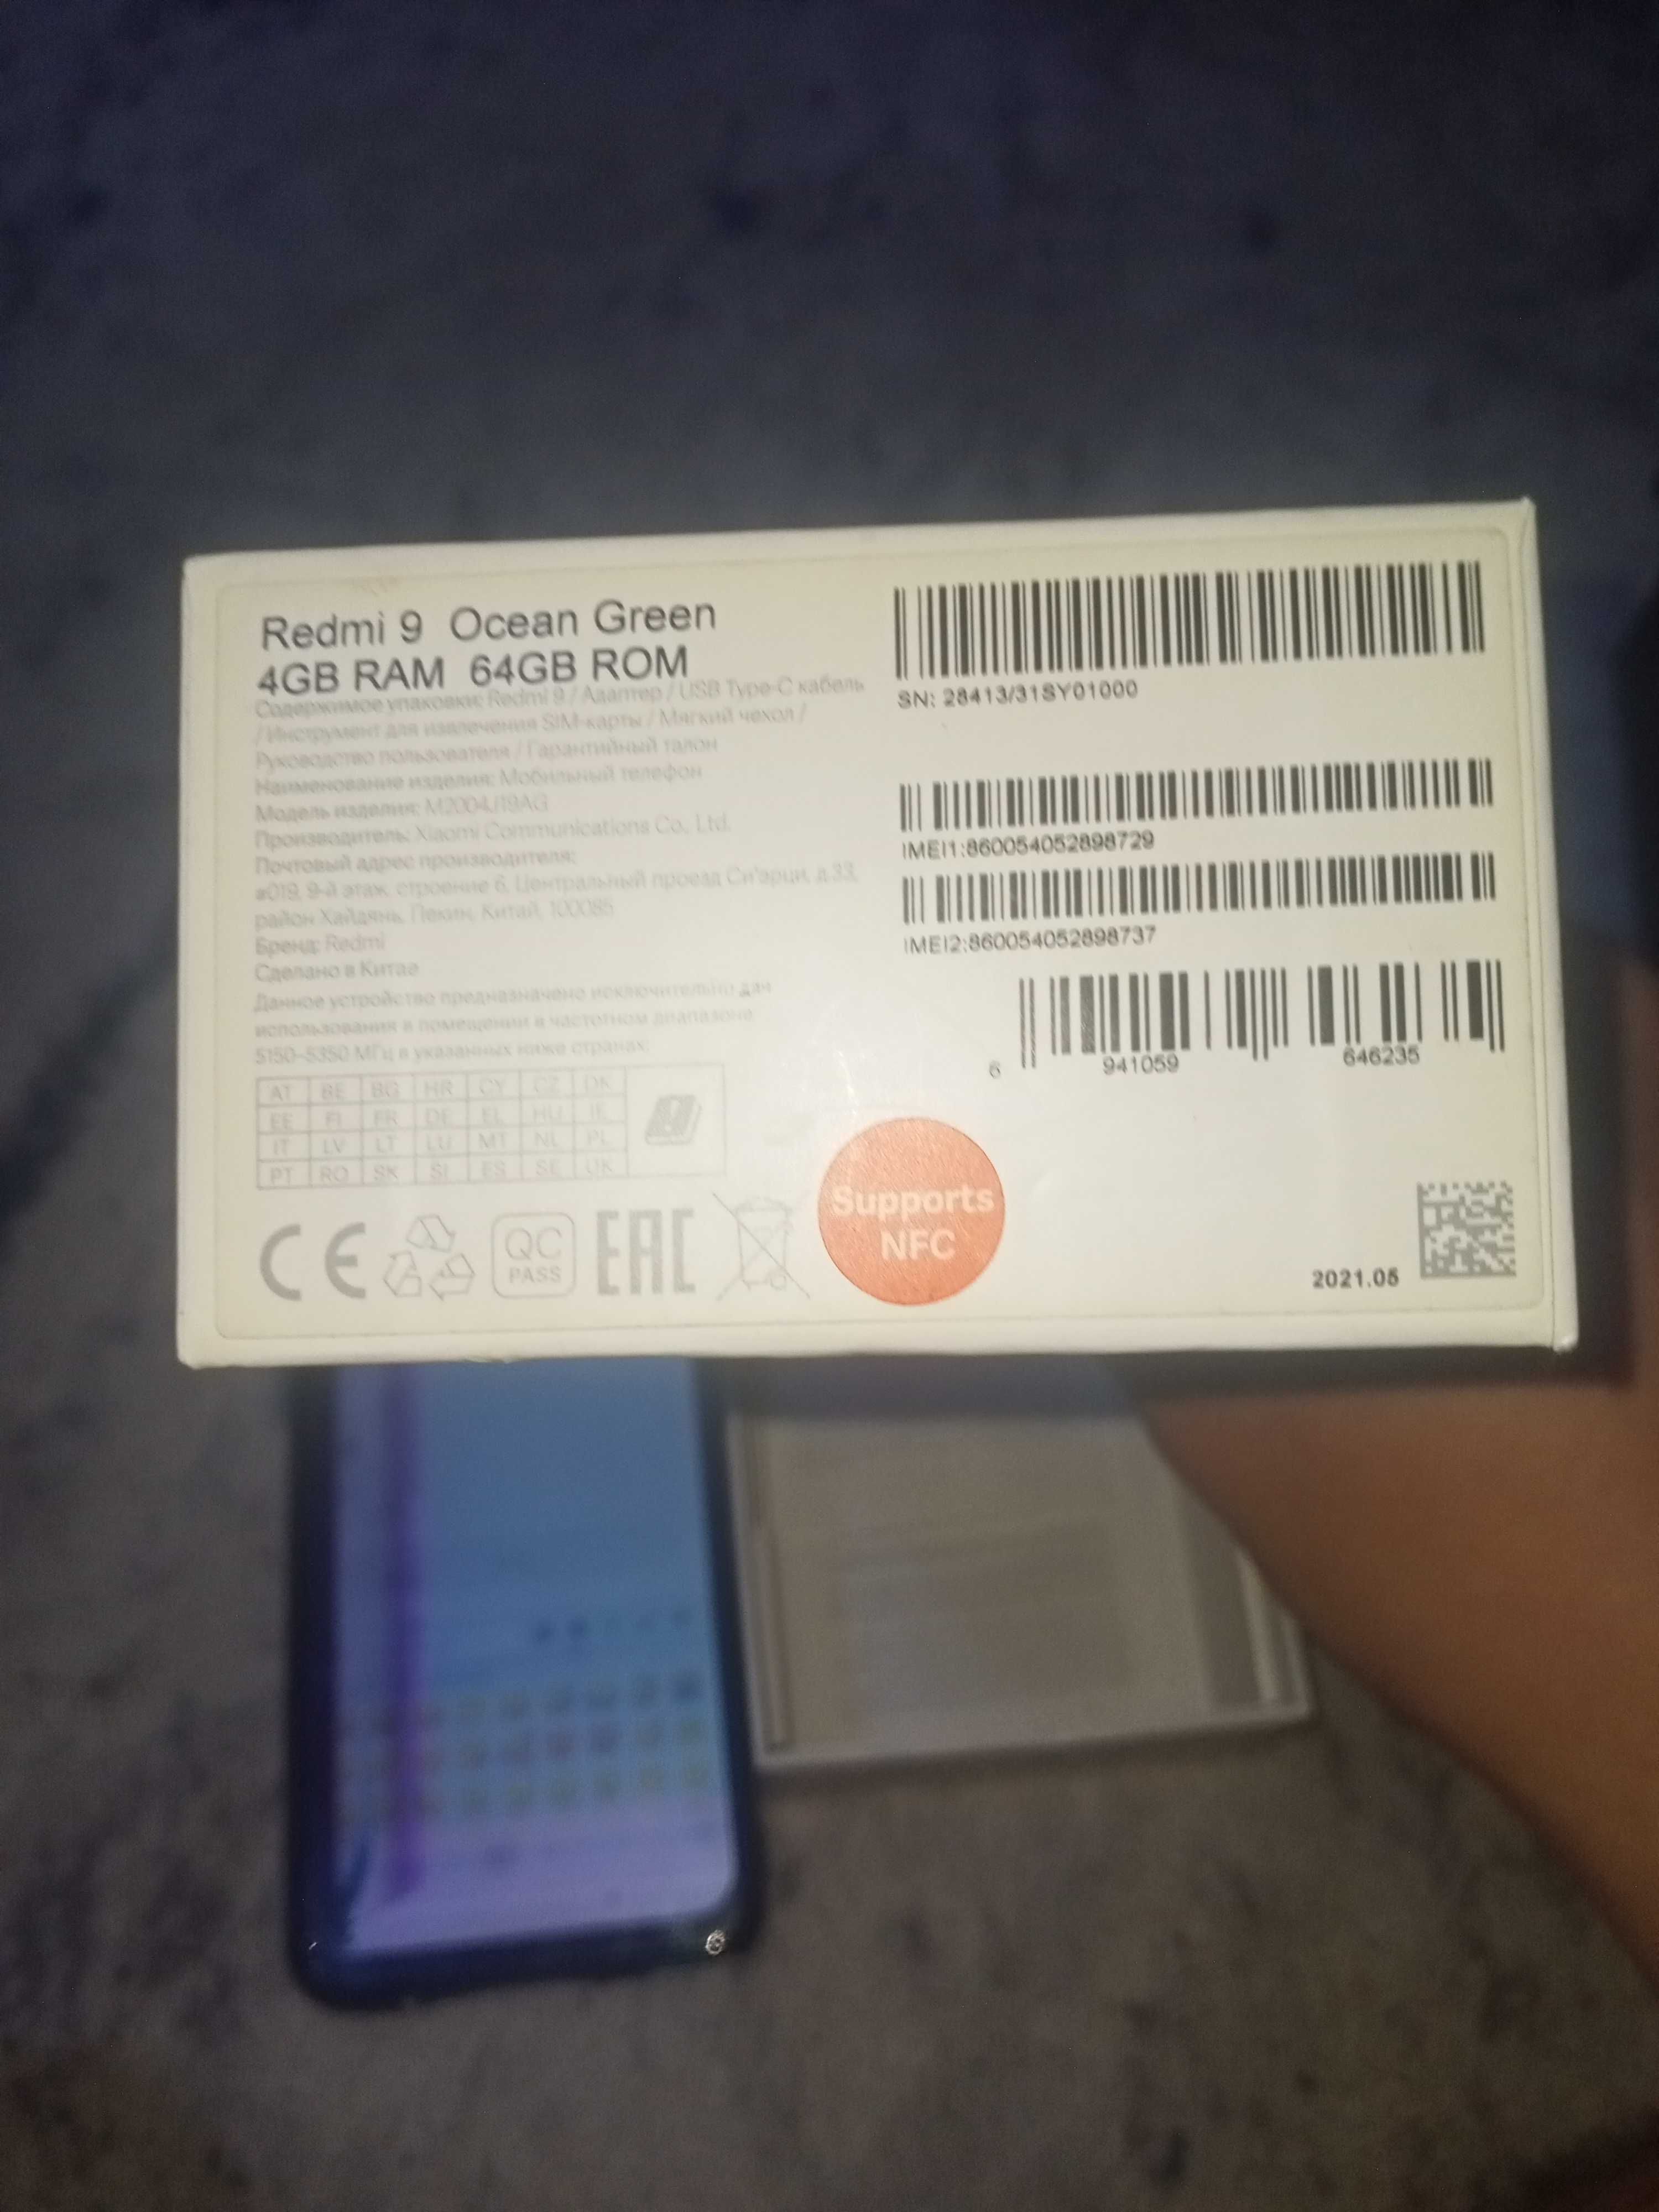 Redmi 9 Ocean Green
4GB RAM 64GB ROM
Содержимое упаковки: Redmi 9 / Адаптер / USB Type-C кабель
/ Инструмент для извлечения SIM-карты / Мягкий чехол /
Руководство пользователя / Гарантийный талон
Наименование изделия: Мобильный телефон
Модель изделия: M2004J19AG
Производитель: Xiaomi Communications Co., Ltd.
Почтовый адрес производителя:
#019, 9-й этаж, строение 6, Центральный проезд Си'эрци, д.33,
район Хайдянь, Пекин, Китай, 100085
Бренд: Redmi
Сделано в Китае
Данное устройство предназначено исключительно для
использования в помещении в частотном диапазоне
5150-5350 МГц в указанных ниже странах:
AT BE BG HR CY CZ DK
EE FI FR DE EL HU IE
IT LV LT LU MT NL PL
PT RO SK SI ES SE UK
CE QC PASS EAC
SN: 28413/31SY01000
IMEI1:860054052898729
IMEI2:860054052898737
6 941059 646235
Supports
NFC
2021.05